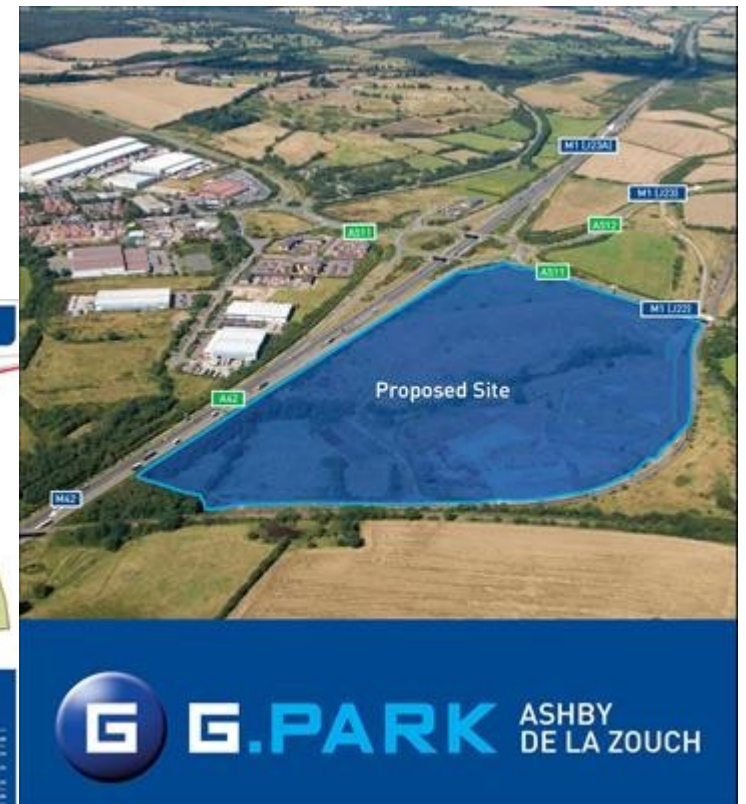 M1 (J23A)
M1 (J23)
A511
A512
A511
M1 (J22)
Proposed Site
A42
M42
G G.PARK
ASHBY
DE LA ZOUCH